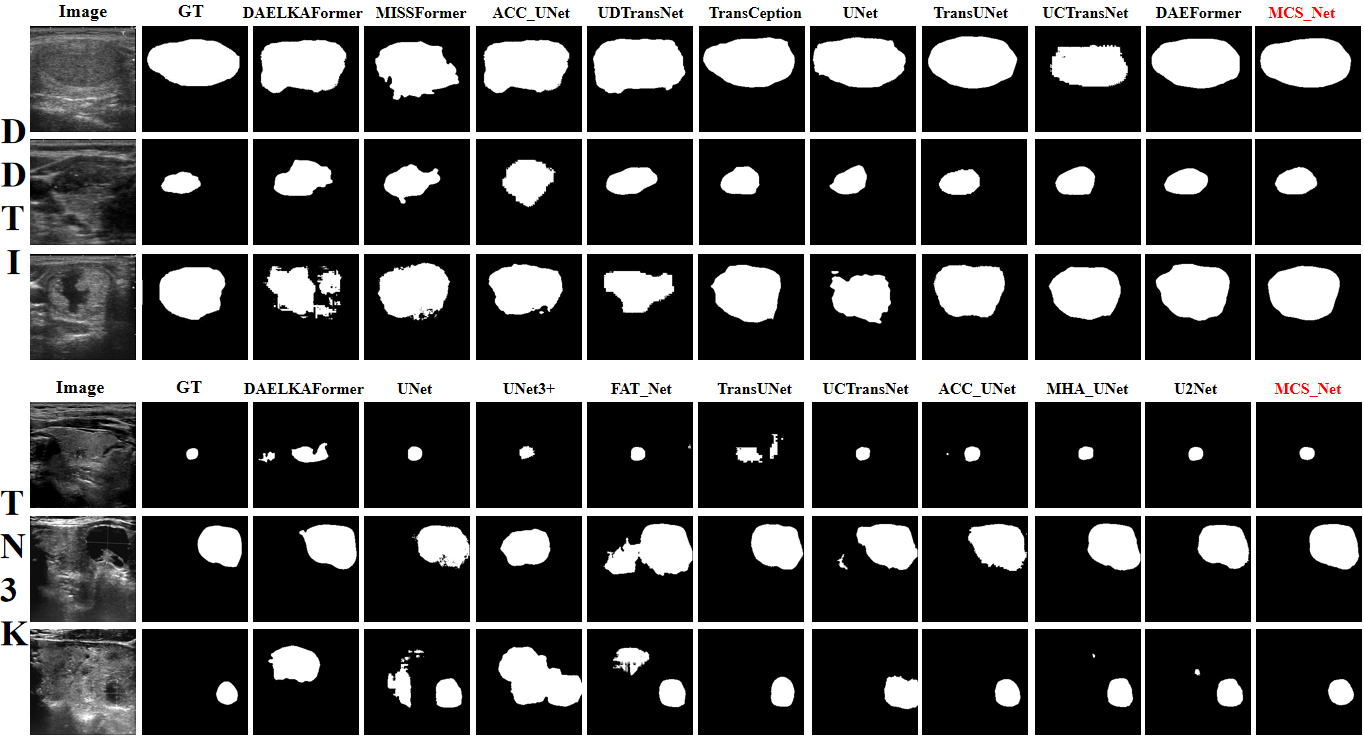 Image GT DAELKAFormer MISSFormer ACC_UNet UDTransNet TransCeption UNet TransUNet UCTransNet DAEFormer MCS_Net
D
D
T
I
Image GT DAELKAFormer UNet UNet3+ FAT_Net TransUNet UCTransNet ACC_UNet MHA_UNet U2Net MCS_Net
T
N
3
K